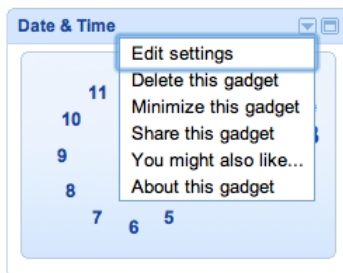 Date & Time
Edit settings
Delete this gadget
Minimize this gadget
Share this gadget
You might also like...
About this gadget
11
10
9
8
7
6
5